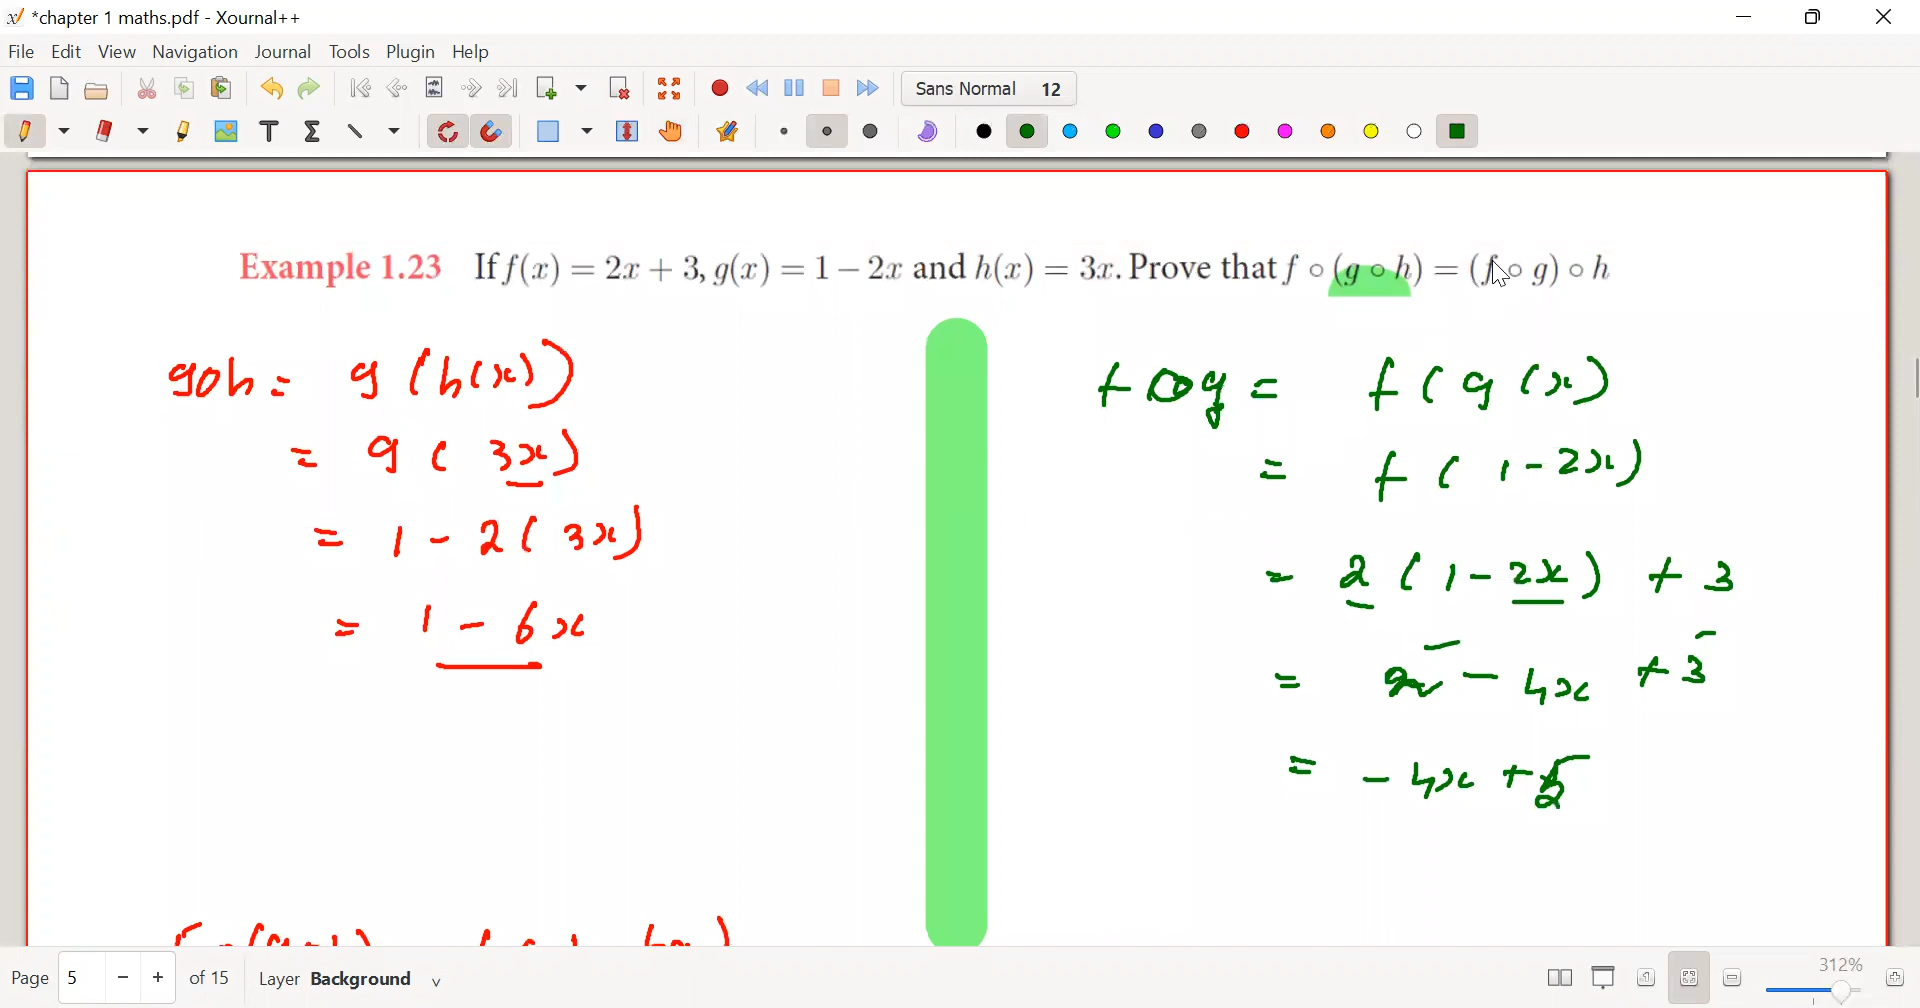 *chapter 1 maths.pdf - Xournal++
File Edit View Navigation Journal Tools Plugin Help
Sans Normal 12
Example 1.23 If f(x) = 2x + 3, g(x) = 1 − 2x and h(x) = 3x. Prove that f ∘ (g ∘ h) = (f ∘ g) ∘ h
goh = g (h(x))
= g ( 3x)
= 1 - 2 ( 3x)
= 1 - 6x
fog = f ( g (x)
= f ( 1 - 2x)
= 2 ( 1 - 2x ) + 3
= 2 - 4x + 3
= - 4x + 5
Page 5 − + of 15 Layer Background
312%